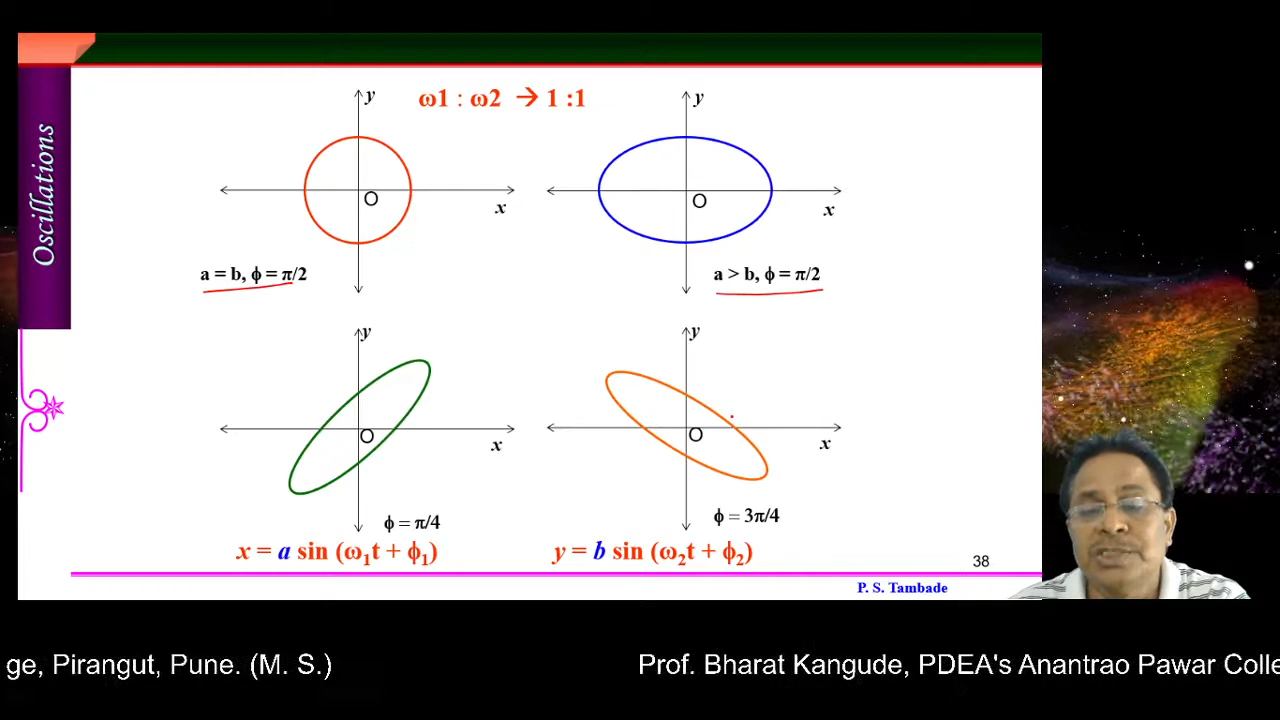 Oscillations
ω1 : ω2 → 1 :1
y
O
x
a = b, ϕ = π/2
y
O
x
a > b, ϕ = π/2
y
O
x
ϕ = π/4
y
O
x
ϕ = 3π/4
x = a sin (ω₁t + ϕ₁)
y = b sin (ω₂t + ϕ₂)
38
P. S. Tambade
ge, Pirangut, Pune. (M. S.)
Prof. Bharat Kangude, PDEA's Anantrao Pawar Colle